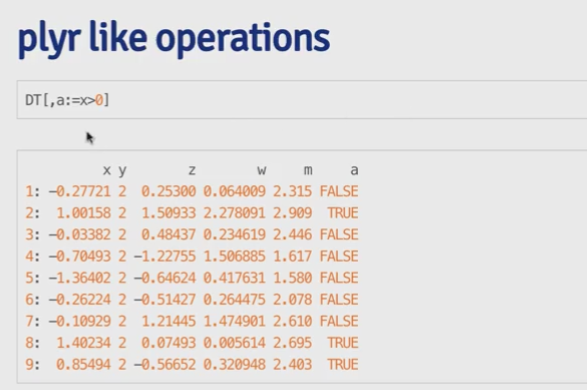 plyr like operations
DT[,a:=x>0]
x y z w m a
1: -0.27721 2 0.25300 0.064009 2.315 FALSE
2: 1.00158 2 1.50933 2.278091 2.909 TRUE
3: -0.03382 2 0.48437 0.234619 2.446 FALSE
4: -0.70493 2 -1.22755 1.506885 1.617 FALSE
5: -1.36402 2 -0.64624 0.417631 1.580 FALSE
6: -0.26224 2 -0.51427 0.264475 2.078 FALSE
7: -0.10929 2 1.21445 1.474901 2.610 FALSE
8: 1.40234 2 0.07493 0.005614 2.695 TRUE
9: 0.85494 2 -0.56652 0.320948 2.403 TRUE